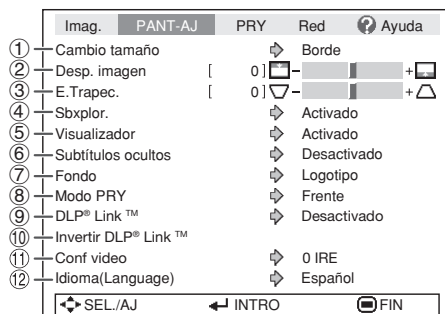 Imag. PANT-AJ PRY Red ? Ayuda
① Cambio tamaño Borde
② Desp. imagen [ 0 ] − +
③ E.Trapec. [ 0 ] − +
④ Sbxplor. Activado
⑤ Visualizador Activado
⑥ Subtítulos ocultos Desactivado
⑦ Fondo Logotipo
⑧ Modo PRY Frente
⑨ DLP® Link ™ Desactivado
⑩ Invertir DLP® Link ™
⑪ Conf video 0 IRE
⑫ Idioma(Language) Español
SEL./AJ INTRO FIN